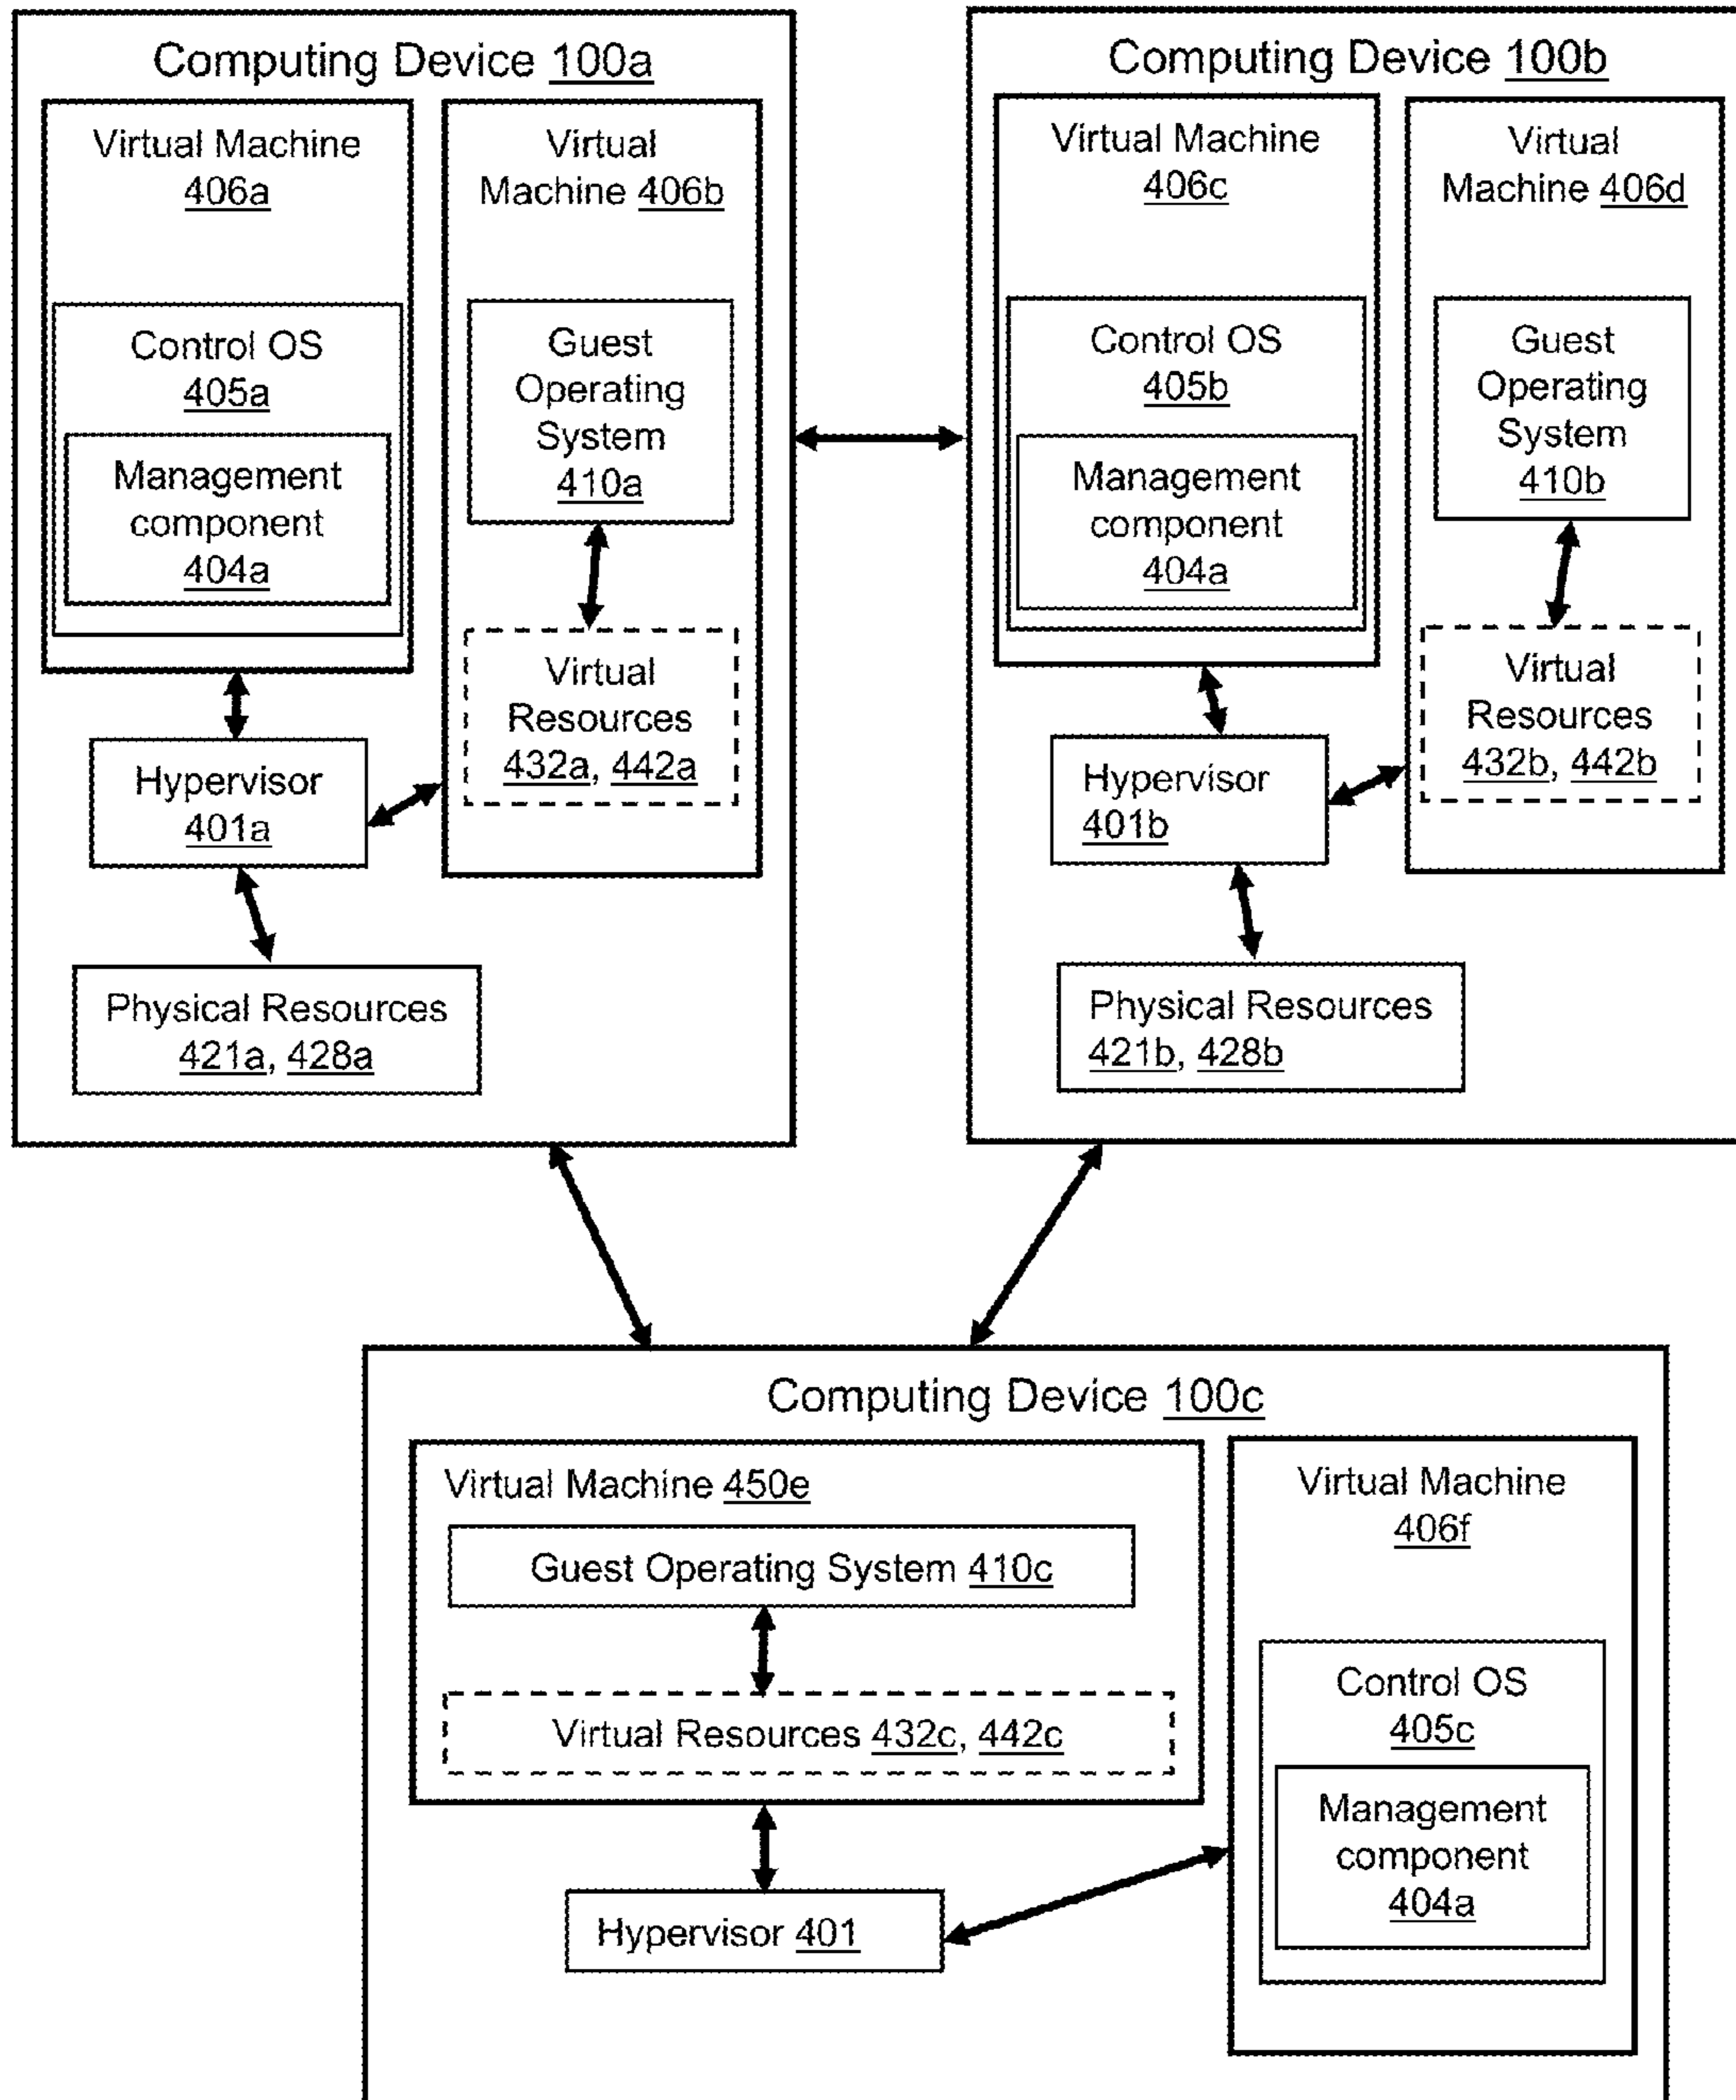 Computing Device 100a
Virtual Machine
406a
Control OS
405a
Management
component
404a
Virtual
Machine 406b
Guest
Operating
System
410a
Virtual
Resources
432a, 442a
Hypervisor
401a
Physical Resources
421a, 428a
Computing Device 100b
Virtual Machine
406c
Control OS
405b
Management
component
404a
Virtual
Machine 406d
Guest
Operating
System
410b
Virtual
Resources
432b, 442b
Hypervisor
401b
Physical Resources
421b, 428b
Computing Device 100c
Virtual Machine 450e
Guest Operating System 410c
Virtual Resources 432c, 442c
Hypervisor 401
Virtual Machine
406f
Control OS
405c
Management
component
404a